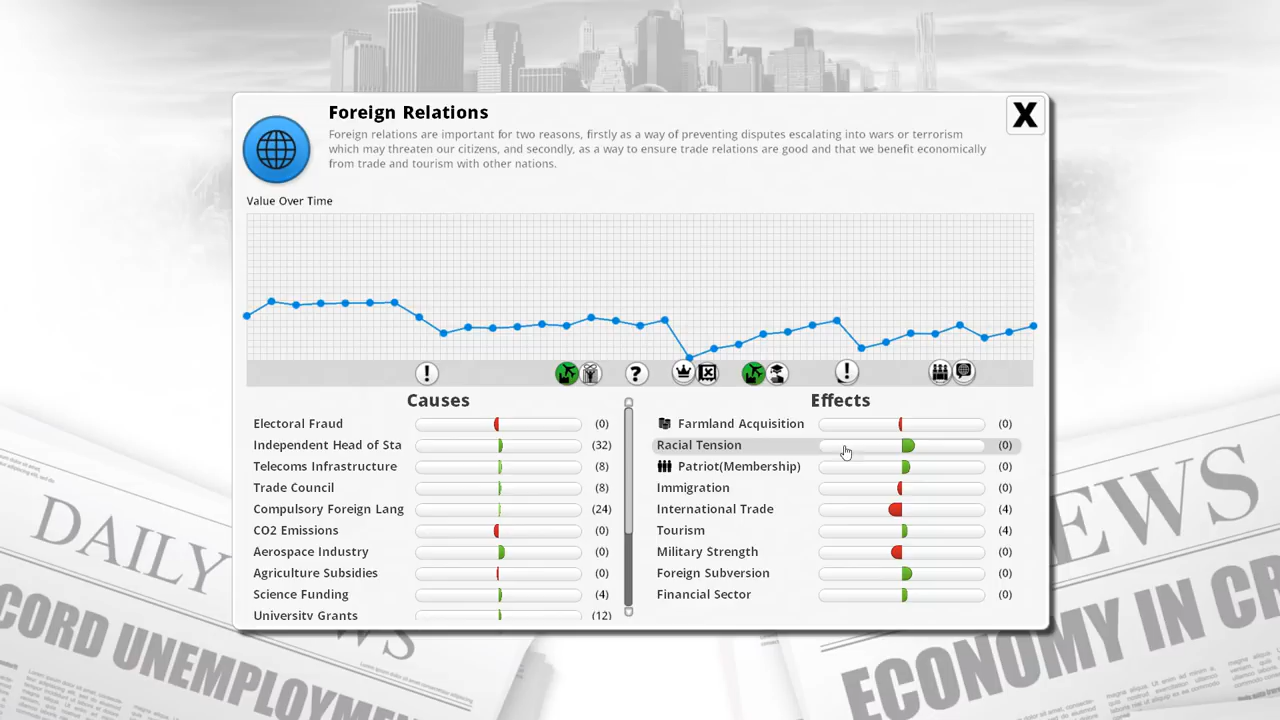 Foreign Relations
X
Foreign relations are important for two reasons, firstly as a way of preventing disputes escalating into wars or terrorism
which may threaten our citizens, and secondly, as a way to ensure trade relations are good and that we benefit economically
from trade and tourism with other nations.
Value Over Time
Causes
Electoral Fraud (0)
Independent Head of Sta (32)
Telecoms Infrastructure (8)
Trade Council (8)
Compulsory Foreign Lang (24)
CO2 Emissions (0)
Aerospace Industry (0)
Agriculture Subsidies (0)
Science Funding (4)
University Grants (12)
Effects
Farmland Acquisition (0)
Racial Tension (0)
Patriot(Membership) (0)
Immigration (0)
International Trade (4)
Tourism (4)
Military Strength (0)
Foreign Subversion (0)
Financial Sector (0)
DAILY
WS
CORD UNEMPLOYME
EWS
ECONOMY IN CR